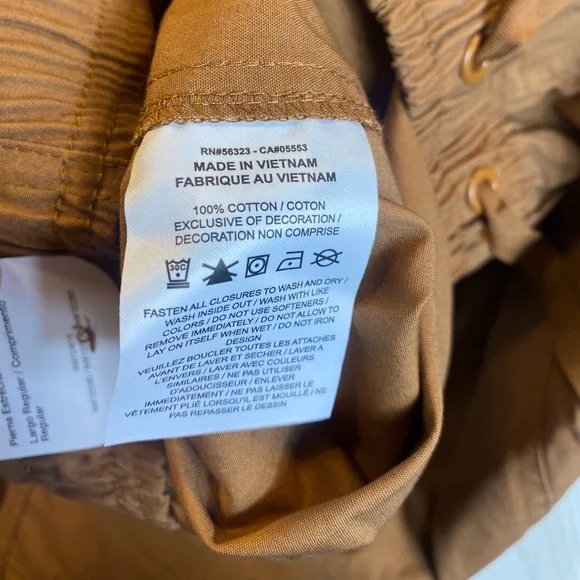 RN#56323 - CA#05553
MADE IN VIETNAM
FABRIQUE AU VIETNAM
100% COTTON / COTON
EXCLUSIVE OF DECORATION /
DECORATION NON COMPRISE
30C
FASTEN ALL CLOSURES TO WASH AND DRY /
WASH INSIDE OUT / WASH WITH LIKE
COLORS / DO NOT USE SOFTENERS /
REMOVE IMMEDIATELY / DO NOT ALLOW TO
LAY ON ITSELF WHEN WET / DO NOT IRON
DESIGN
VEUILLEZ BOUCLER TOUTES LES ATTACHES
AVANT DE LAVER ET SECHER / LAVER A
L'ENVERS / LAVER AVEC COULEURS
SIMILAIRES / NE PAS UTILISER
D'ADOUCISSEUR / ENLEVER
IMMEDIATEMENT / NE PAS LAISSER LE
VÊTEMENT PLIÉ LORSQU'IL EST MOUILLÉ / NE
PAS REPASSER LE DESSIN
Largo Regular / Comprimento
Regular